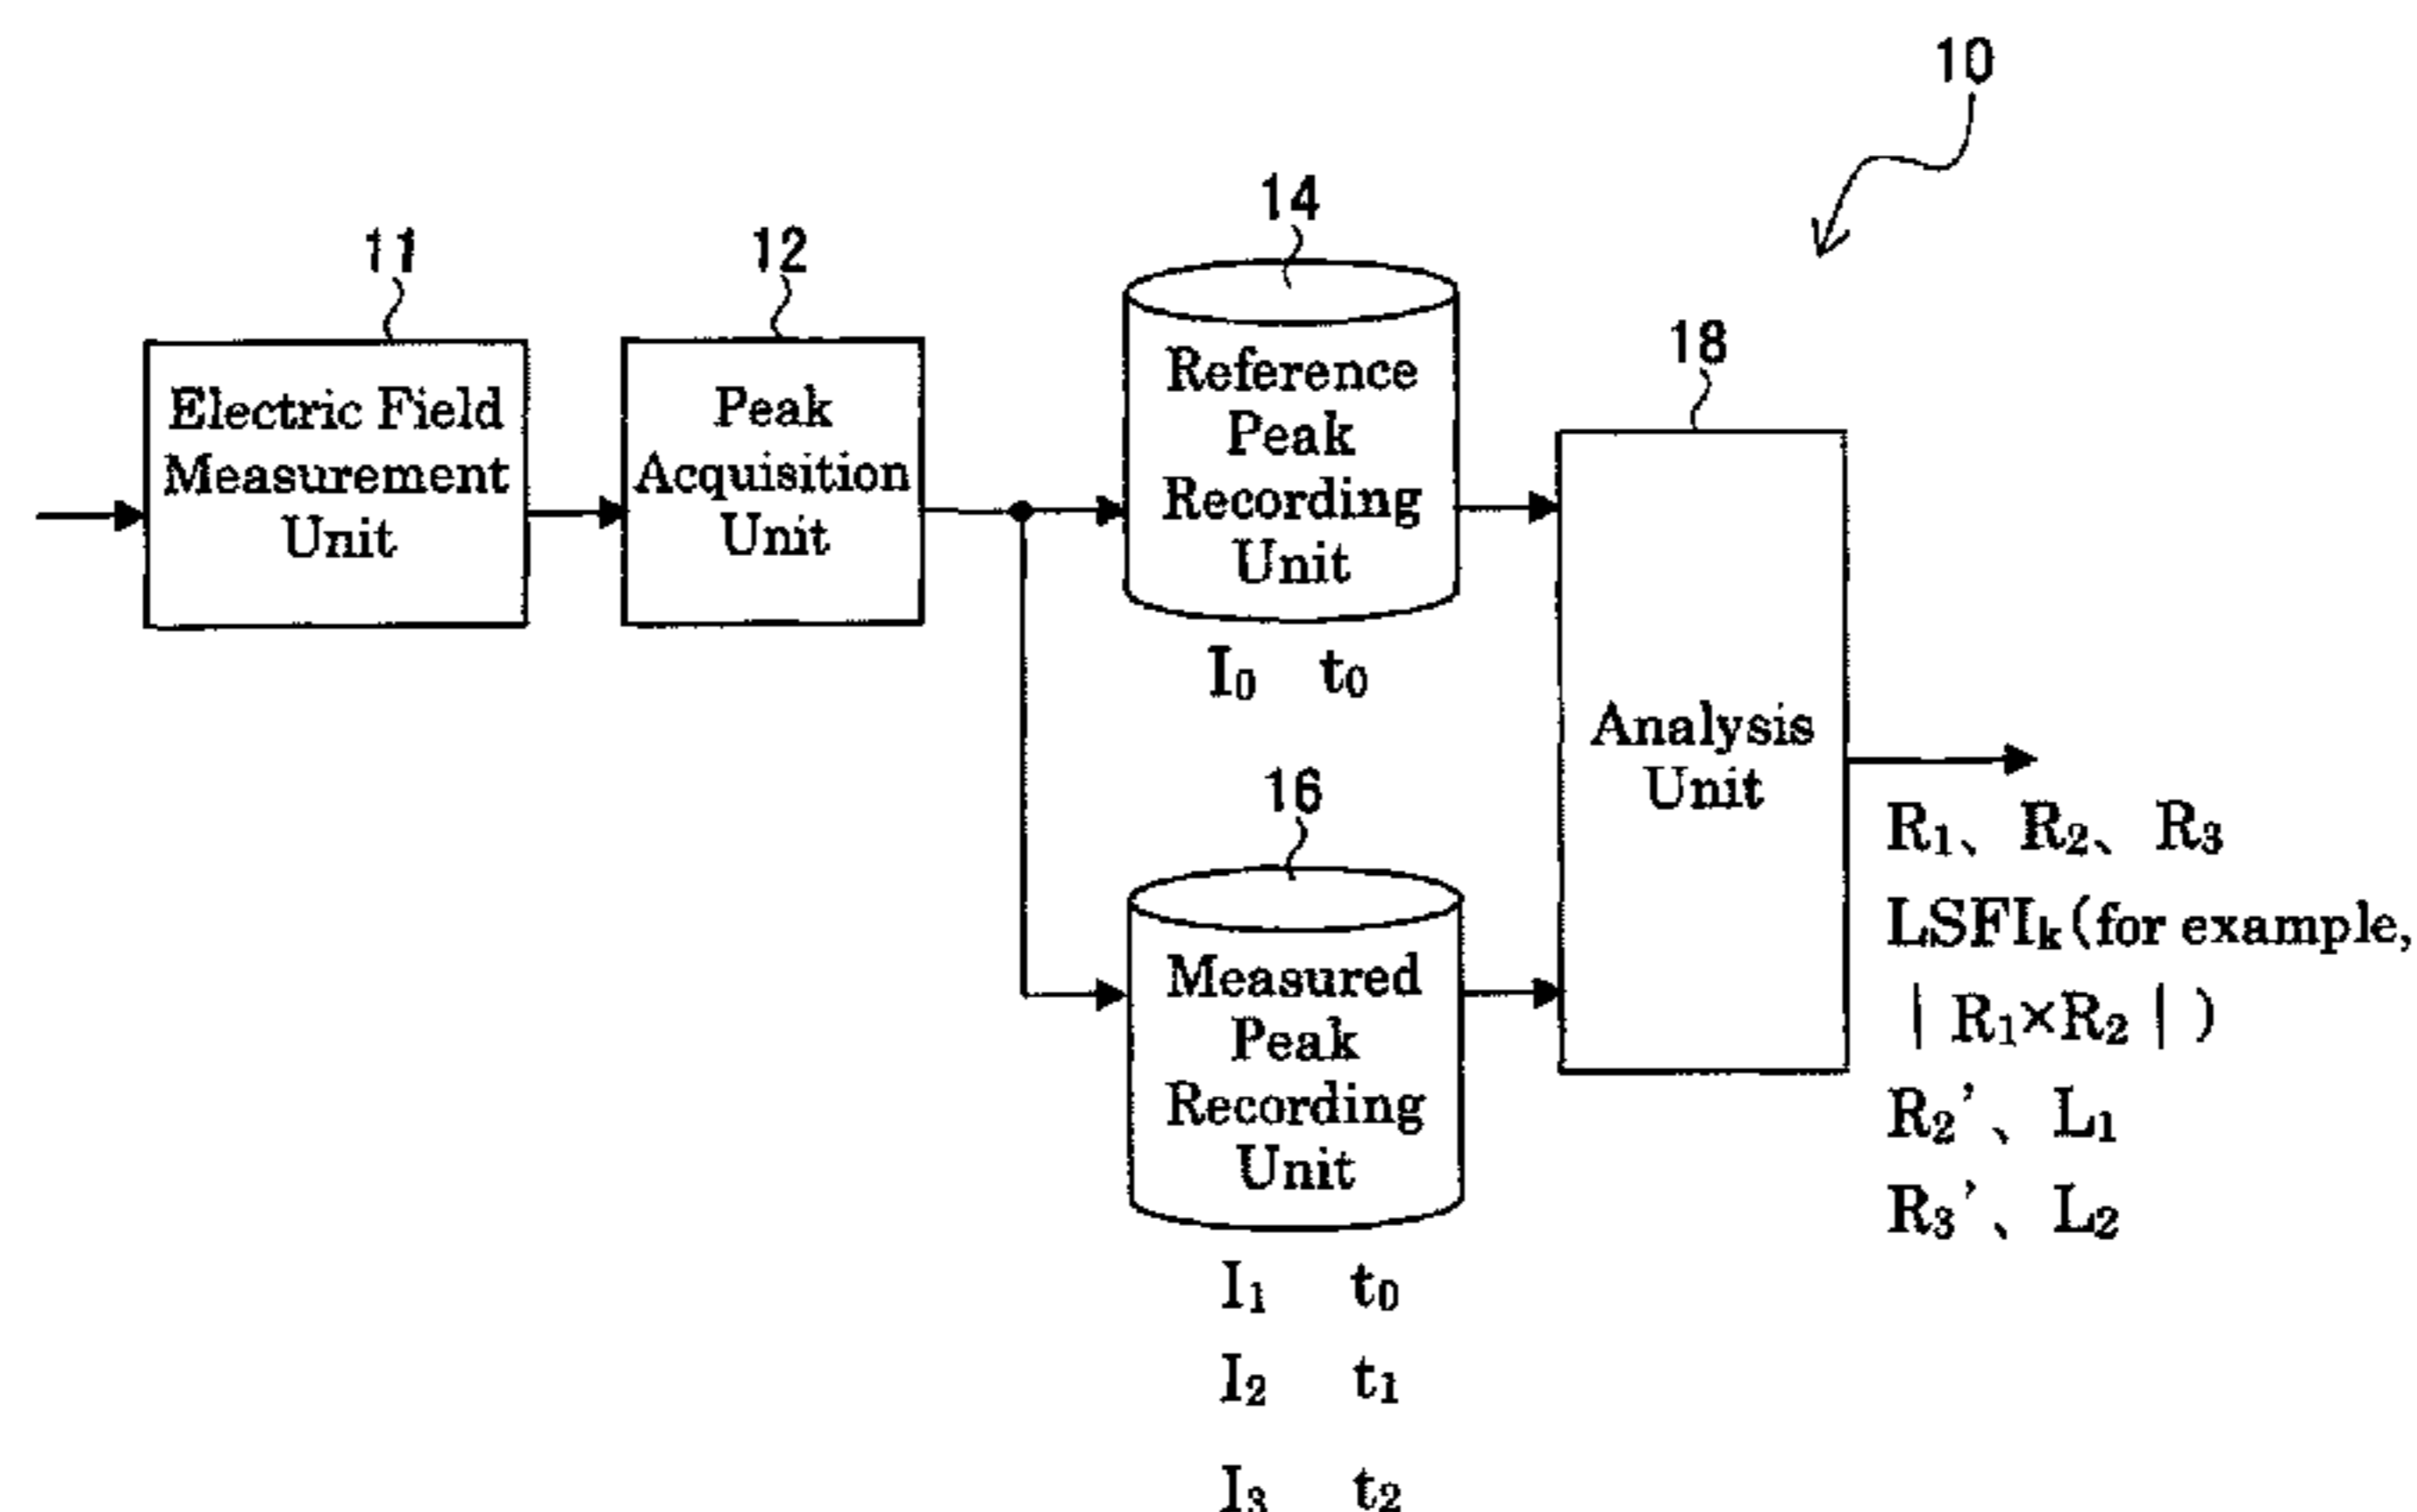 10
11
12
14
18
Electric Field
Measurement
Unit
Peak
Acquisition
Unit
Reference
Peak
Recording
Unit
I₀ t₀
Analysis
Unit
16
Measured
Peak
Recording
Unit
I₁ t₀
I₂ t₁
I₃ t₂
R₁、R₂、R₃
LSFIₖ(for example,
| R₁×R₂ | )
R₂’、L₁
R₃’、L₂